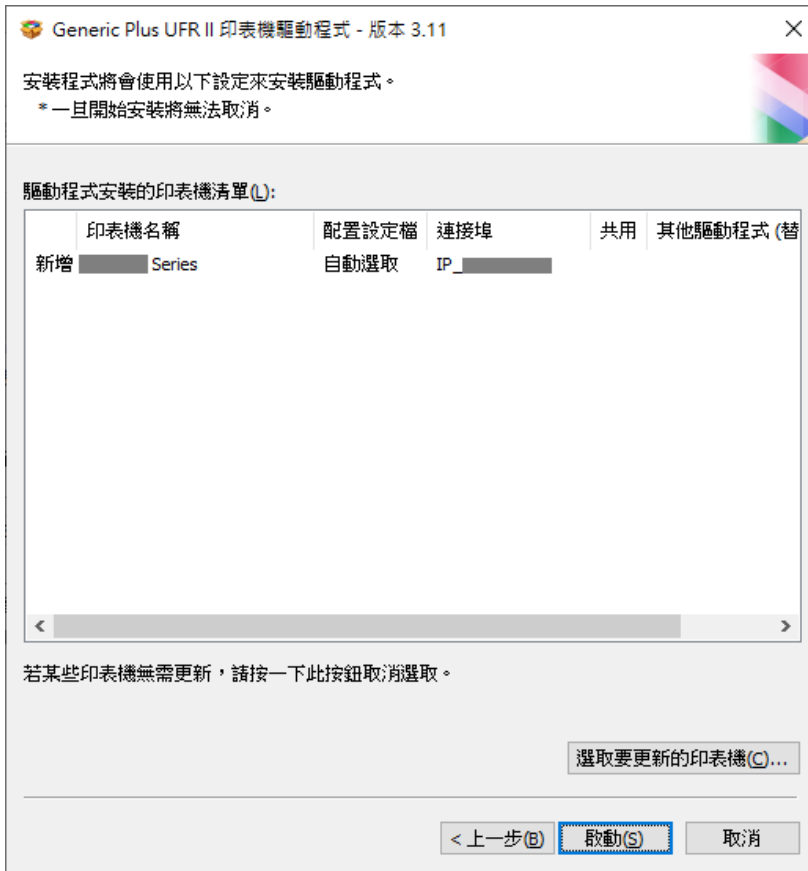 Generic Plus UFR II 印表機驅動程式 - 版本 3.11
安裝程式將會使用以下設定來安裝驅動程式。
* 一旦開始安裝將無法取消。
驅動程式安裝的印表機清單(L):
印表機名稱 配置設定檔 連接埠 共用 其他驅動程式 (替
新增 Series 自動選取 IP_
若某些印表機無需更新，請按一下此按鈕取消選取。
選取要更新的印表機(C)...
< 上一步(B) 啟動(S) 取消